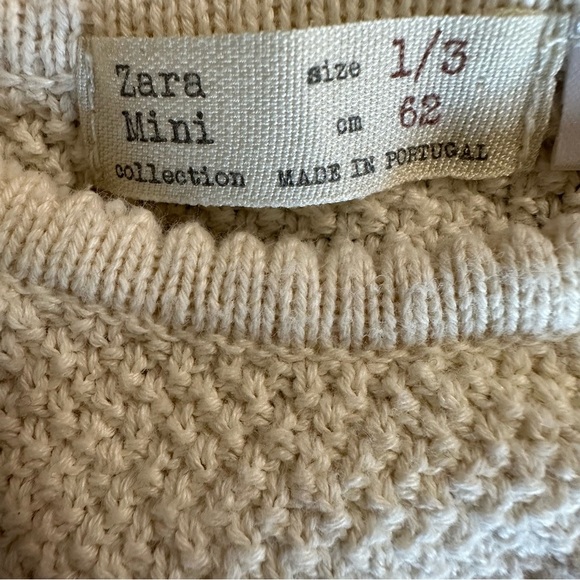 Zara size 1/3
Mini cm 62
collection MADE IN PORTUGAL